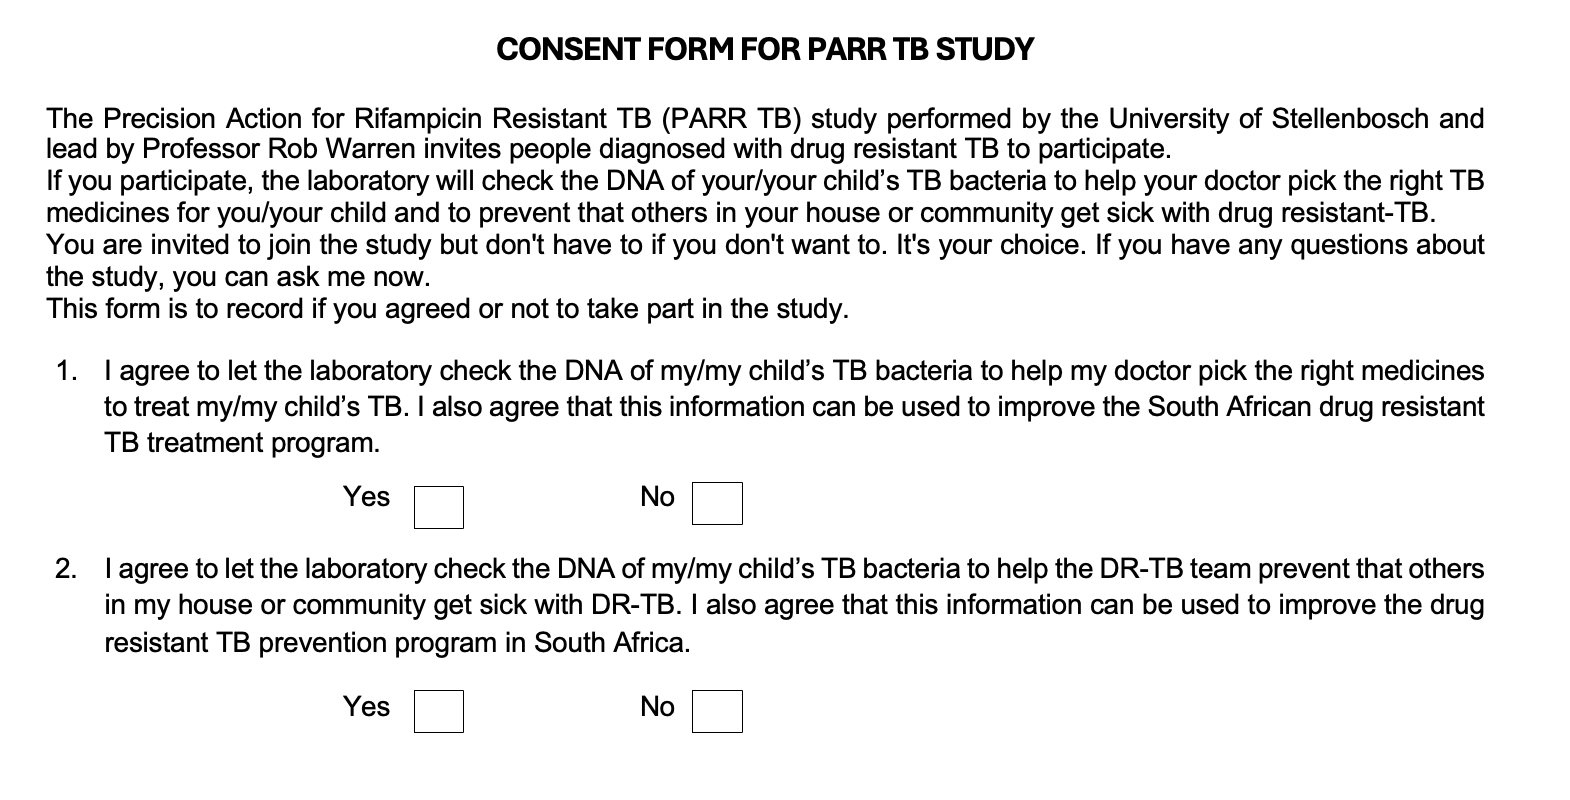 CONSENT FORM FOR PARR TB STUDY
The Precision Action for Rifampicin Resistant TB (PARR TB) study performed by the University of Stellenbosch and
lead by Professor Rob Warren invites people diagnosed with drug resistant TB to participate.
If you participate, the laboratory will check the DNA of your/your child’s TB bacteria to help your doctor pick the right TB
medicines for you/your child and to prevent that others in your house or community get sick with drug resistant-TB.
You are invited to join the study but don't have to if you don't want to. It's your choice. If you have any questions about
the study, you can ask me now.
This form is to record if you agreed or not to take part in the study.
1. I agree to let the laboratory check the DNA of my/my child’s TB bacteria to help my doctor pick the right medicines
to treat my/my child’s TB. I also agree that this information can be used to improve the South African drug resistant
TB treatment program.
Yes No
2. I agree to let the laboratory check the DNA of my/my child’s TB bacteria to help the DR-TB team prevent that others
in my house or community get sick with DR-TB. I also agree that this information can be used to improve the drug
resistant TB prevention program in South Africa.
Yes No